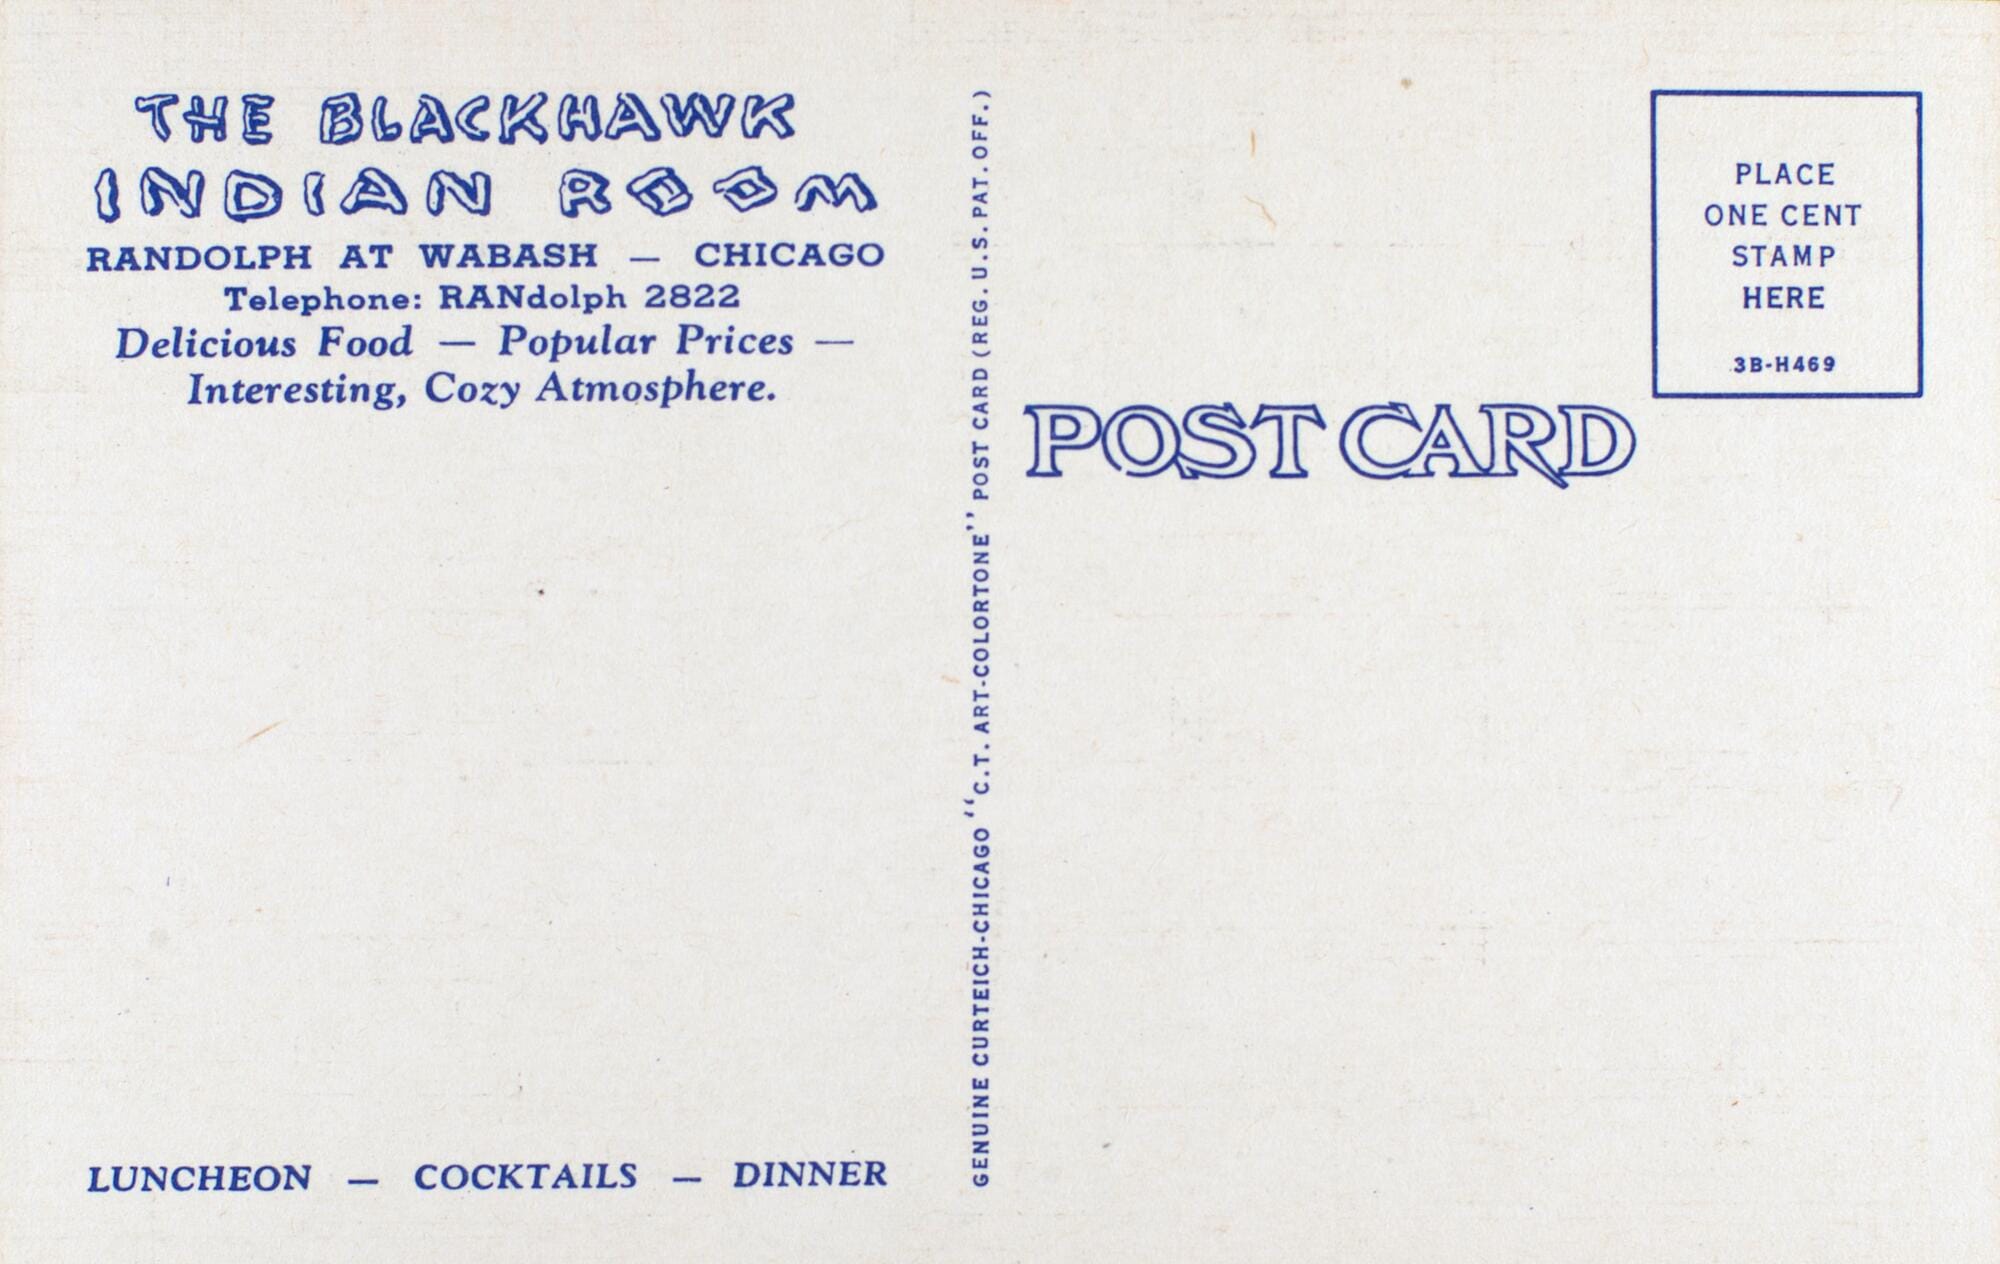 THE BLACKHAWK
INDIAN ROOM
RANDOLPH AT WABASH — CHICAGO
Telephone: RANdolph 2822
Delicious Food — Popular Prices —
Interesting, Cozy Atmosphere.
LUNCHEON — COCKTAILS — DINNER
GENUINE CURTEICH-CHICAGO "C.T. ART-COLORTONE" POST CARD (REG. U.S. PAT. OFF.)
POST CARD
PLACE
ONE CENT
STAMP
HERE
3B-H469